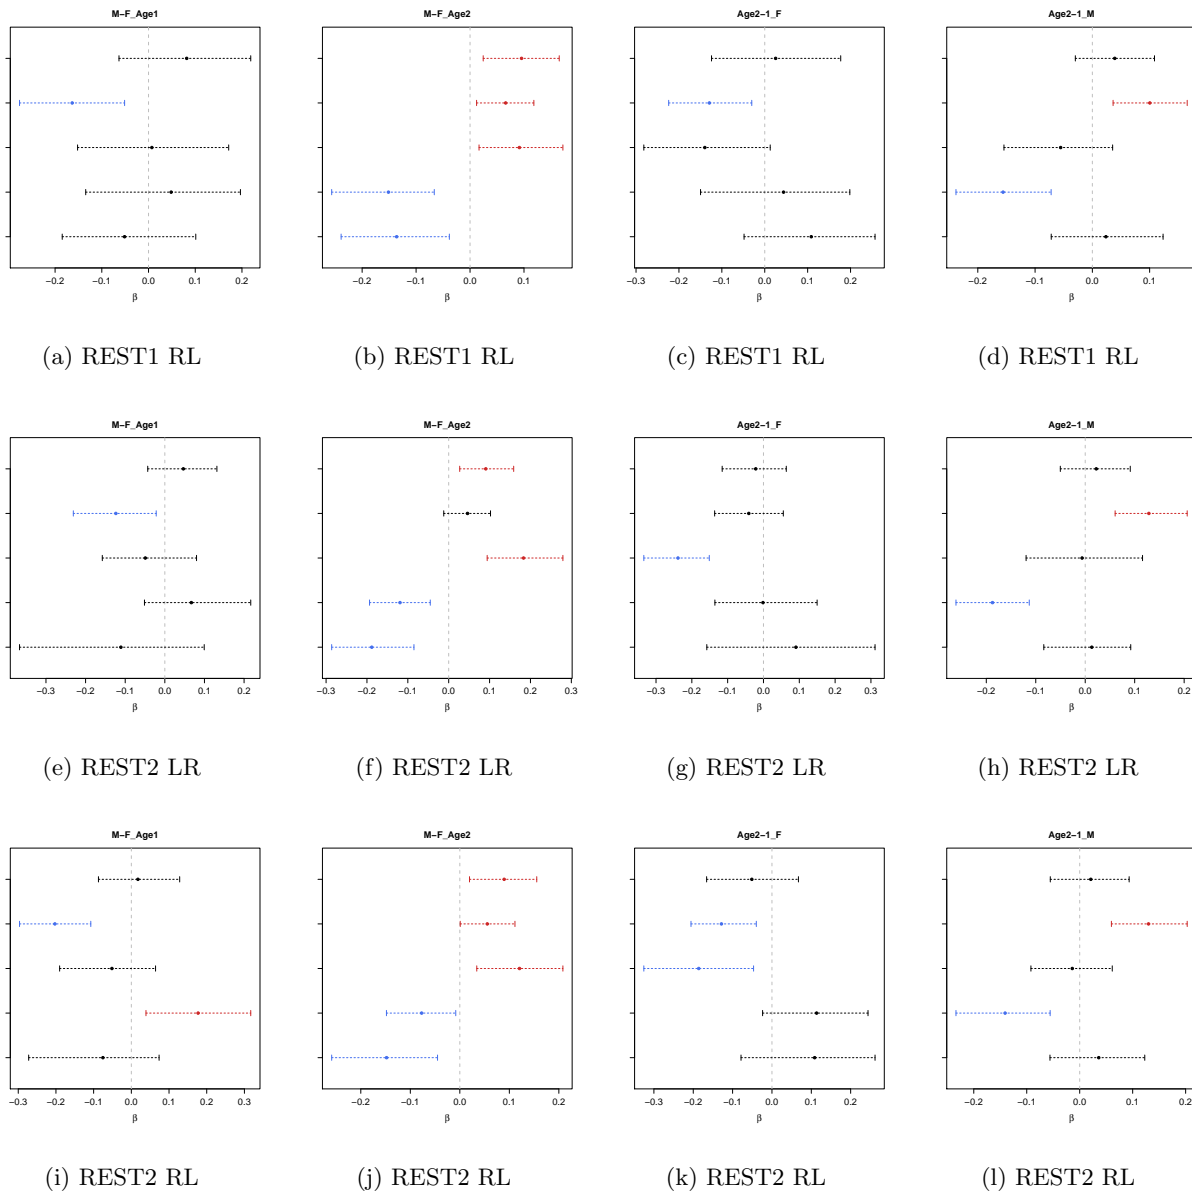 M−F_Age1 M−F_Age2 Age2−1_F Age2−1_M
−0.2 −0.1 0.0 0.1 0.2 −0.2 −0.1 0.0 0.1 −0.3 −0.2 −0.1 0.0 0.1 0.2 −0.2 −0.1 0.0 0.1
β β β β
(a) REST1 RL (b) REST1 RL (c) REST1 RL (d) REST1 RL
M−F_Age1 M−F_Age2 Age2−1_F Age2−1_M
−0.3 −0.2 −0.1 0.0 0.1 0.2 −0.3 −0.2 −0.1 0.0 0.1 0.2 0.3 −0.3 −0.2 −0.1 0.0 0.1 0.2 0.3 −0.2 −0.1 0.0 0.1 0.2
β β β β
(e) REST2 LR (f) REST2 LR (g) REST2 LR (h) REST2 LR
M−F_Age1 M−F_Age2 Age2−1_F Age2−1_M
−0.3 −0.2 −0.1 0.0 0.1 0.2 0.3 −0.2 −0.1 0.0 0.1 0.2 −0.3 −0.2 −0.1 0.0 0.1 0.2 −0.2 −0.1 0.0 0.1 0.2
β β β β
(i) REST2 RL (j) REST2 RL (k) REST2 RL (l) REST2 RL